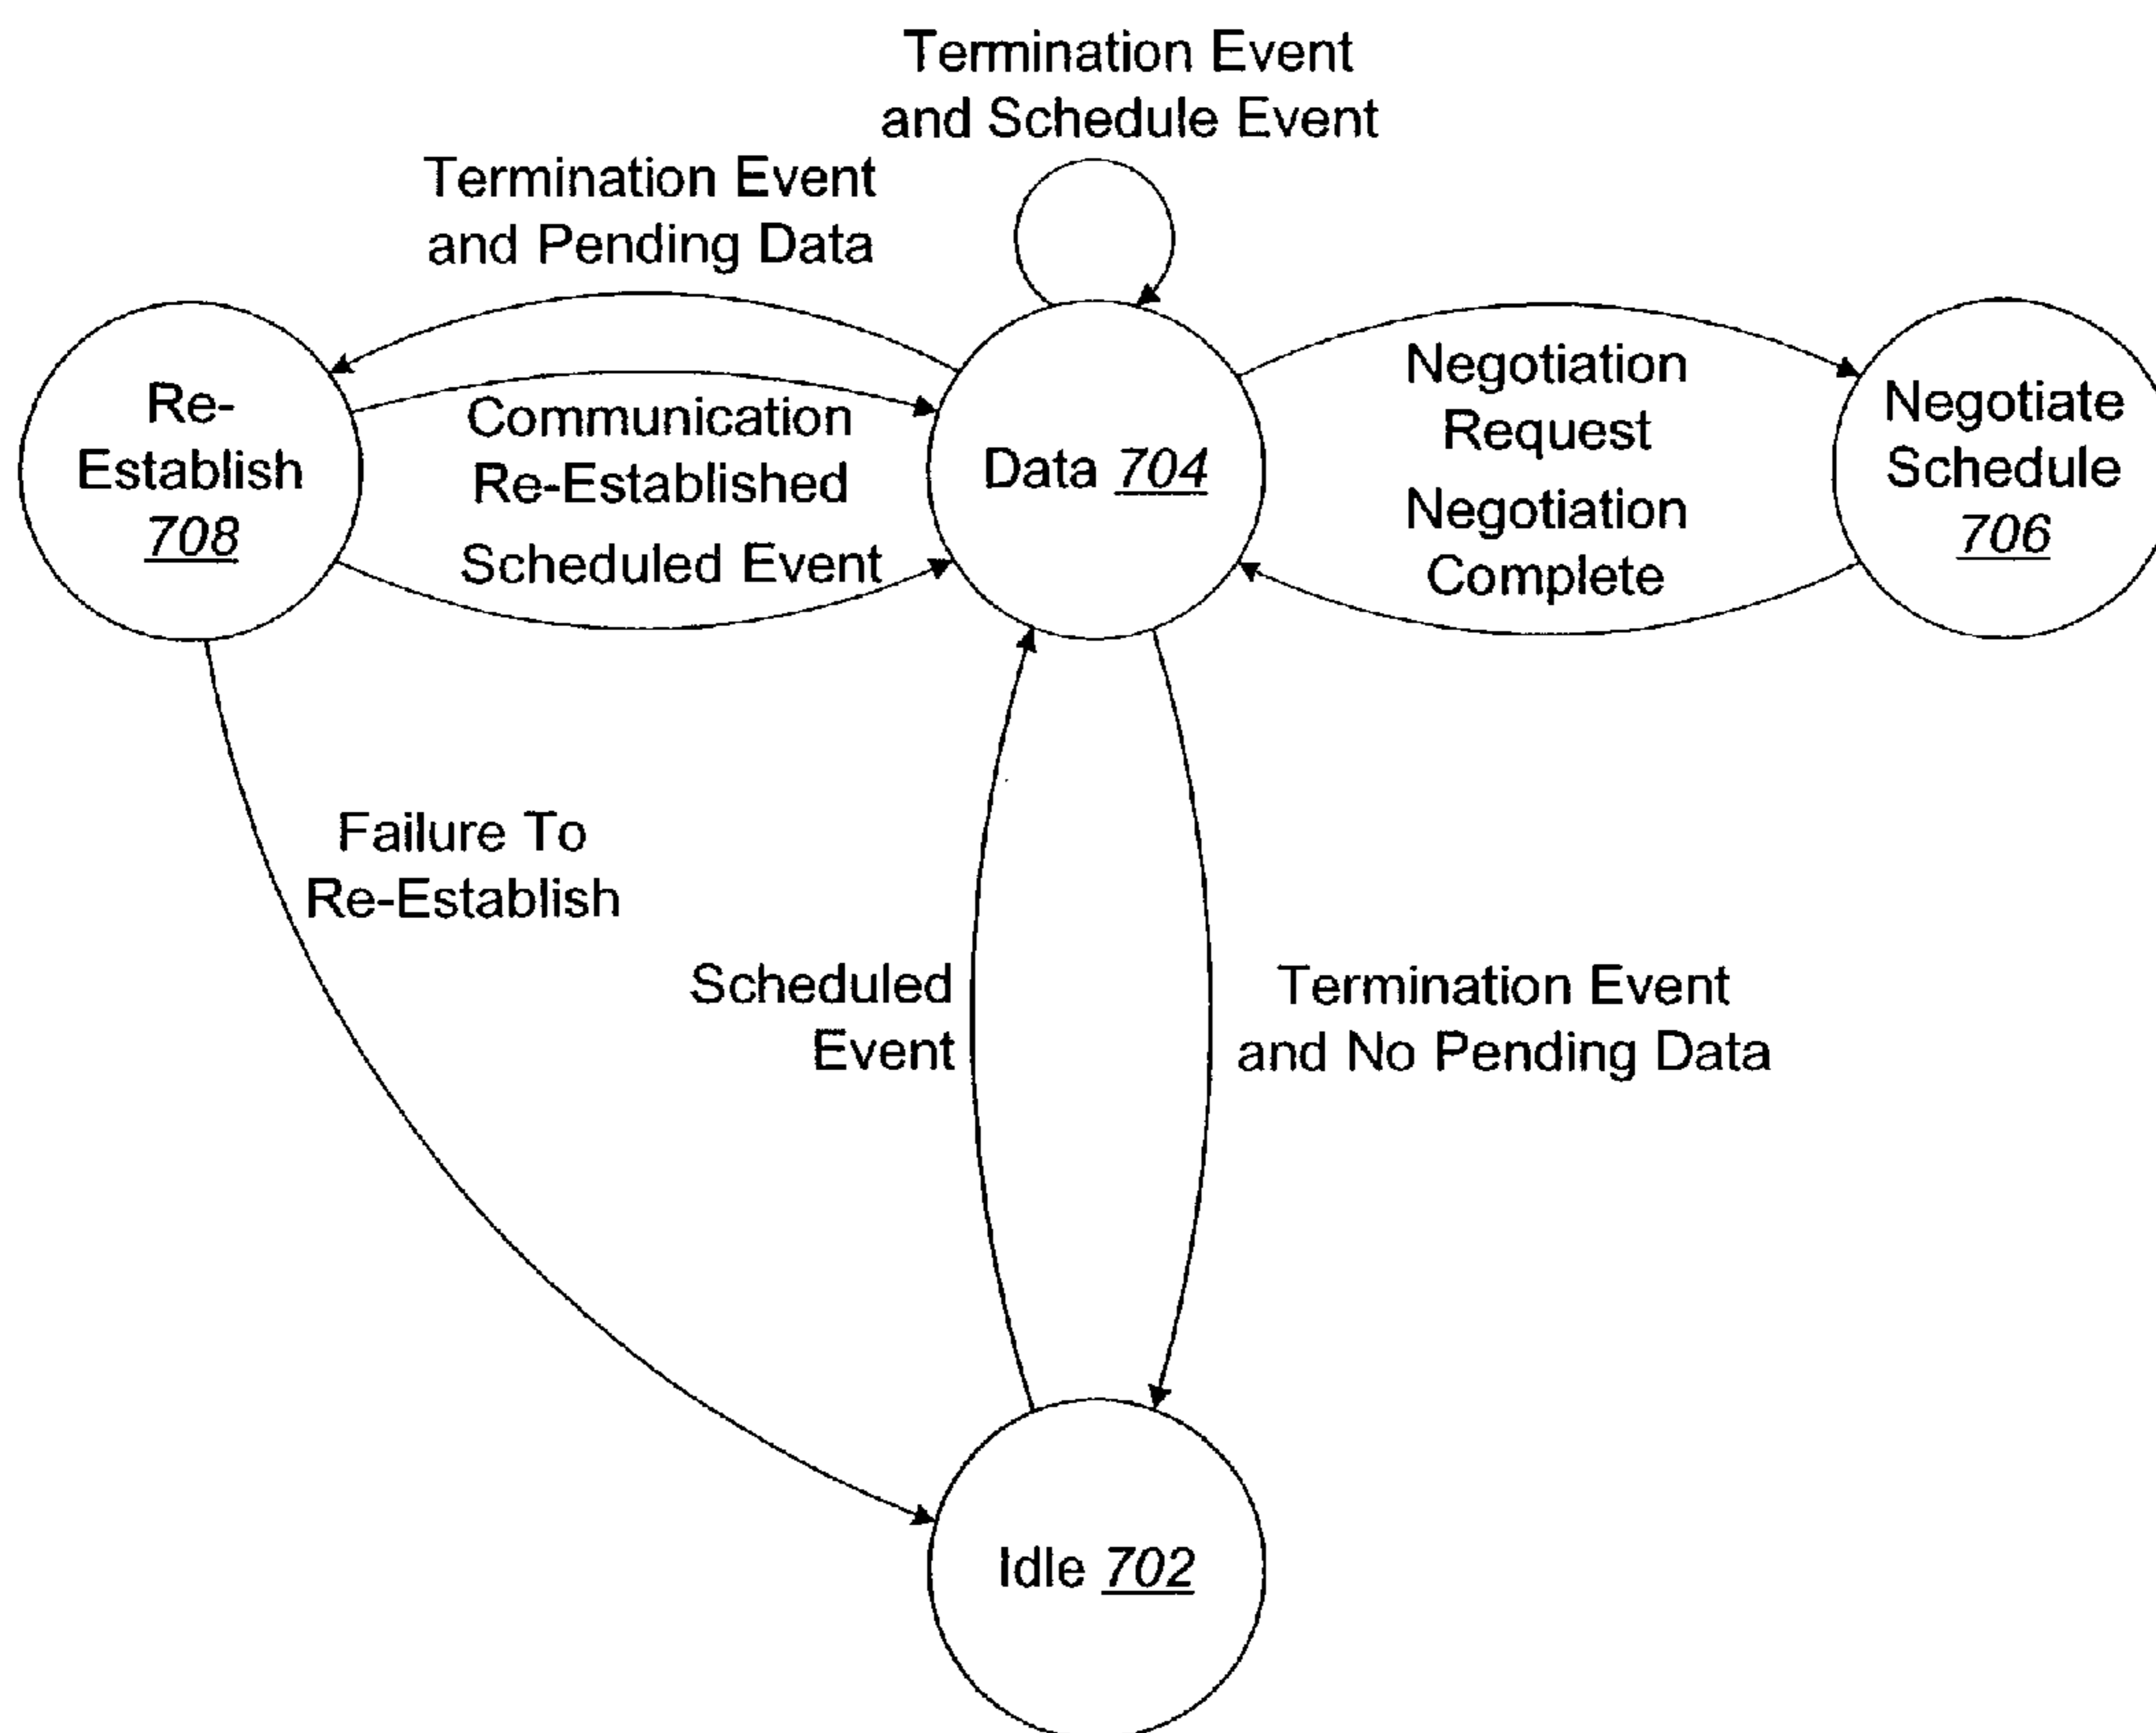 Termination Event
and Schedule Event
Termination Event
and Pending Data
Re-
Establish
708
Communication
Re-Established
Scheduled Event
Data 704
Negotiation
Request
Negotiation
Complete
Negotiate
Schedule
706
Failure To
Re-Establish
Scheduled
Event
Termination Event
and No Pending Data
Idle 702